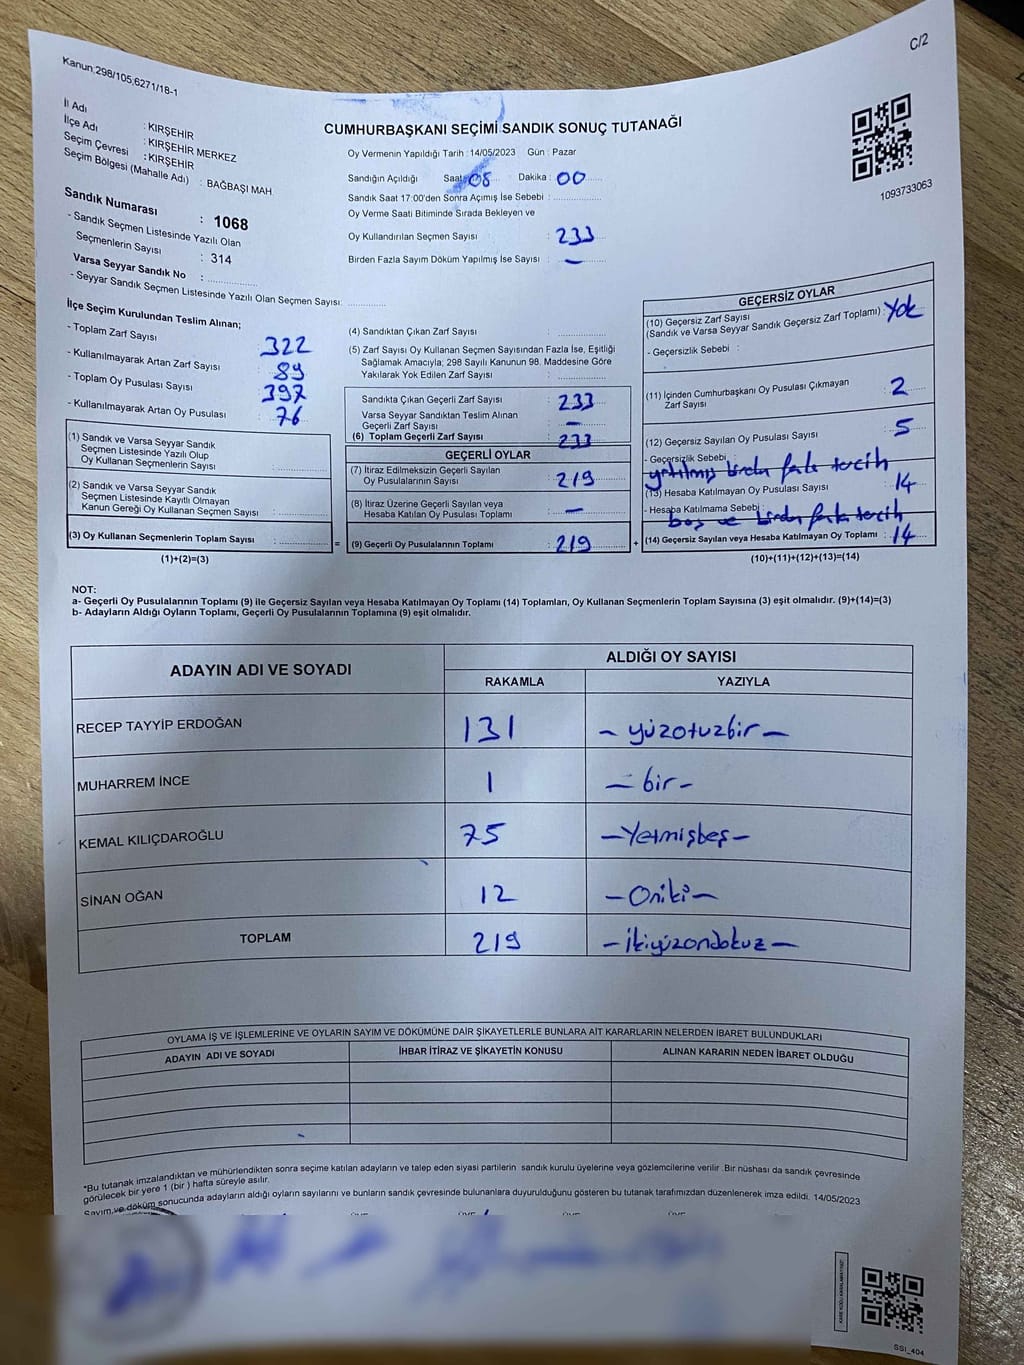 C/2
Kanun;298/105,6271/18-1
İl Adı : KIRŞEHİR
İlçe Adı : KIRŞEHİR MERKEZ
Seçim Çevresi : KIRŞEHİR
Seçim Bölgesi (Mahalle Adı) : BAĞBAŞI MAH.
CUMHURBAŞKANI SEÇİMİ SANDIK SONUÇ TUTANAĞI
Oy Vermenin Yapıldığı Tarih : 14/05/2023 Gün : Pazar
Sandığın Açıldığı Saat : 08 Dakika : 00
Sandık Saat 17:00'den Sonra Açımış İse Sebebi :
Oy Verme Saati Bitiminde Sırada Bekleyen ve
Oy Kullandırılan Seçmen Sayısı : 233
Birden Fazla Sayım Döküm Yapılmış İse Sayısı : —
1093733063
Sandık Numarası : 1068
- Sandık Seçmen Listesinde Yazılı Olan
Seçmenlerin Sayısı : 314
Varsa Seyyar Sandık No :
- Seyyar Sandık Seçmen Listesinde Yazılı Olan Seçmen Sayısı:
İlçe Seçim Kurulundan Teslim Alınan;
- Toplam Zarf Sayısı : 322
- Kullanılmayarak Artan Zarf Sayısı : 89
- Toplam Oy Pusulası Sayısı : 397
- Kullanılmayarak Artan Oy Pusulası : 76
(1) Sandık ve Varsa Seyyar Sandık
Seçmen Listesinde Yazılı Olup
Oy Kullanan Seçmenlerin Sayısı :
(2) Sandık ve Varsa Seyyar Sandık
Seçmen Listesinde Kayıtlı Olmayan
Kanun Gereği Oy Kullanan Seçmen Sayısı :
(3) Oy Kullanan Seçmenlerin Toplam Sayısı : =
(1)+(2)=(3)
(4) Sandıktan Çıkan Zarf Sayısı :
(5) Zarf Sayısı Oy Kullanan Seçmen Sayısından Fazla İse, Eşitliği
Sağlamak Amacıyla; 298 Sayılı Kanunun 98. Maddesine Göre
Yakılarak Yok Edilen Zarf Sayısı :
Sandıkta Çıkan Geçerli Zarf Sayısı : 233
Varsa Seyyar Sandıktan Teslim Alınan
Geçerli Zarf Sayısı : —
(6) Toplam Geçerli Zarf Sayısı : 233
GEÇERLİ OYLAR
(7) İtiraz Edilmeksizin Geçerli Sayılan
Oy Pusulalarının Sayısı : 219
(8) İtiraz Üzerine Geçerli Sayılan veya
Hesaba Katılan Oy Pusulası Toplamı : —
(9) Geçerli Oy Pusulalarının Toplamı : 219 +
GEÇERSİZ OYLAR
(10) Geçersiz Zarf Sayısı
(Sandık ve Varsa Seyyar Sandık Geçersiz Zarf Toplamı) : Yok
- Geçersizlik Sebebi :
(11) İçinden Cumhurbaşkanı Oy Pusulası Çıkmayan
Zarf Sayısı : 2
(12) Geçersiz Sayılan Oy Pusulası Sayısı : 5
- Geçersizlik Sebebi :
yırtılmış birden fazla tercih
(13) Hesaba Katılmayan Oy Pusulası Sayısı : 14
- Hesaba Katılmama Sebebi :
boş ve birden fazla tercih
(14) Geçersiz Sayılan veya Hesaba Katılmayan Oy Toplamı : 14
(10)+(11)+(12)+(13)=(14)
NOT:
a- Geçerli Oy Pusulalarının Toplamı (9) ile Geçersiz Sayılan veya Hesaba Katılmayan Oy Toplamı (14) Toplamları, Oy Kullanan Seçmenlerin Toplam Sayısına (3) eşit olmalıdır. (9)+(14)=(3)
b- Adayların Aldığı Oyların Toplamı, Geçerli Oy Pusulalarının Toplamına (9) eşit olmalıdır.
ADAYIN ADI VE SOYADI ALDIĞI OY SAYISI
RAKAMLA YAZIYLA
RECEP TAYYİP ERDOĞAN 131 – yüzotuzbir –
MUHARREM İNCE 1 – bir –
KEMAL KILIÇDAROĞLU 75 – Yetmişbeş –
SİNAN OĞAN 12 – Oniki –
TOPLAM 219 – ikiyüzondokuz –
OYLAMA İŞ VE İŞLEMLERİNE VE OYLARIN SAYIM VE DÖKÜMÜNE DAİR ŞİKAYETLERLE BUNLARA AİT KARARLARIN NELERDEN İBARET BULUNDUKLARI
ADAYIN ADI VE SOYADI İHBAR İTİRAZ VE ŞİKAYETİN KONUSU ALINAN KARARIN NEDEN İBARET OLDUĞU
*Bu tutanak imzalandıktan ve mühürlendikten sonra seçime katılan adayların ve talep eden siyasi partilerin sandık kurulu üyelerine veya gözlemcilerine verilir .Bir nüshası da sandık çevresinde
görülecek bir yere 1 (bir ) hafta süreyle asılır.
Sayım,ve döküm sonucunda adayların aldığı oyların sayılarını ve bunların sandık çevresinde bulunanlara duyurulduğunu gösteren bu tutanak tarafımızdan düzenlenerek imza edildi. 14/05/2023
SSI_404